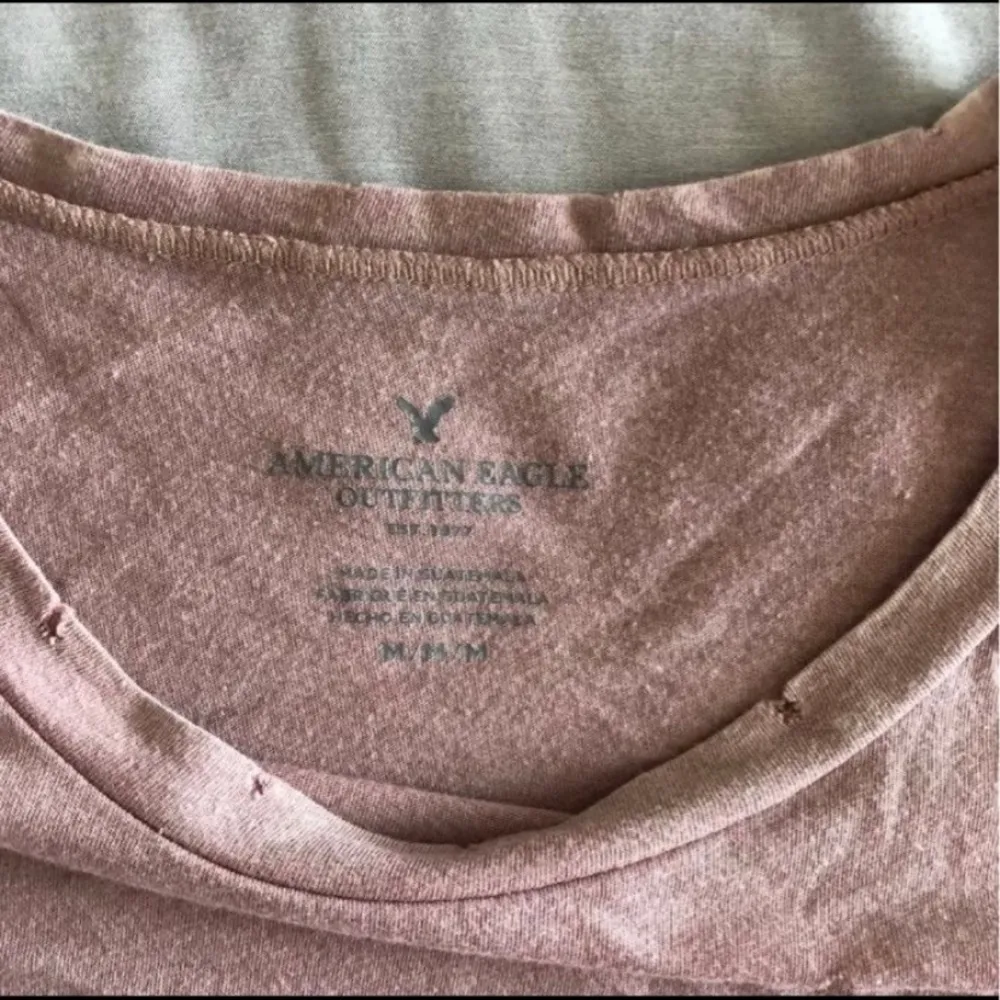 AMERICAN EAGLE
OUTFITTERS
EST. 1977
MADE IN GUATEMALA
FABRIQUÉ EN GUATEMALA
HECHO EN GUATEMALA
M/M/M